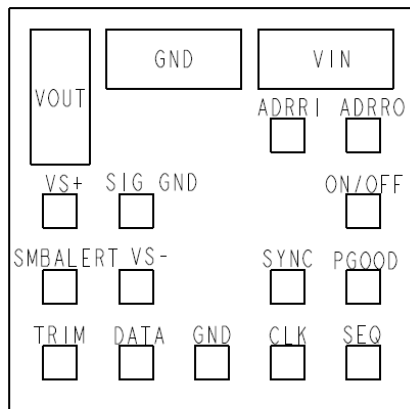 GND VIN
VOUT
ADRRI ADRRO
VS+ SIG GND ON/OFF
SMBALERT VS- SYNC PGOOD
TRIM DATA GND CLK SEQ